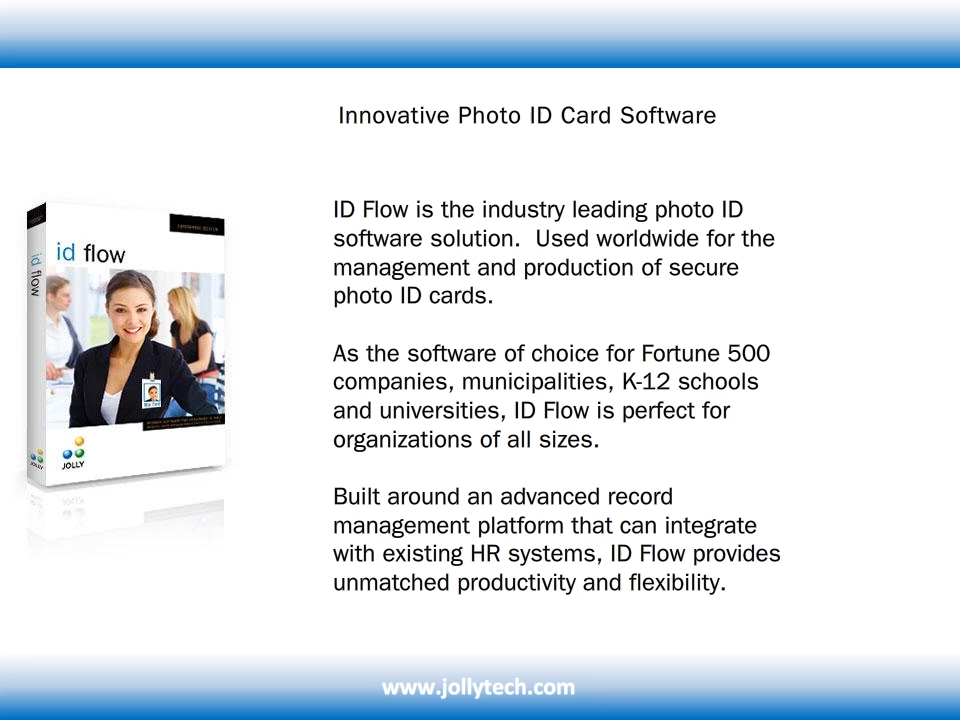 Innovative Photo ID Card Software
ID Flow is the industry leading photo ID
software solution.  Used worldwide for the
management and production of secure
photo ID cards.
As the software of choice for Fortune 500
companies, municipalities, K-12 schools
and universities, ID Flow is perfect for
organizations of all sizes.
Built around an advanced record
management platform that can integrate
with existing HR systems, ID Flow provides
unmatched productivity and flexibility.
id flow
id flow
JOLLY
JOLLY
www.jollytech.com